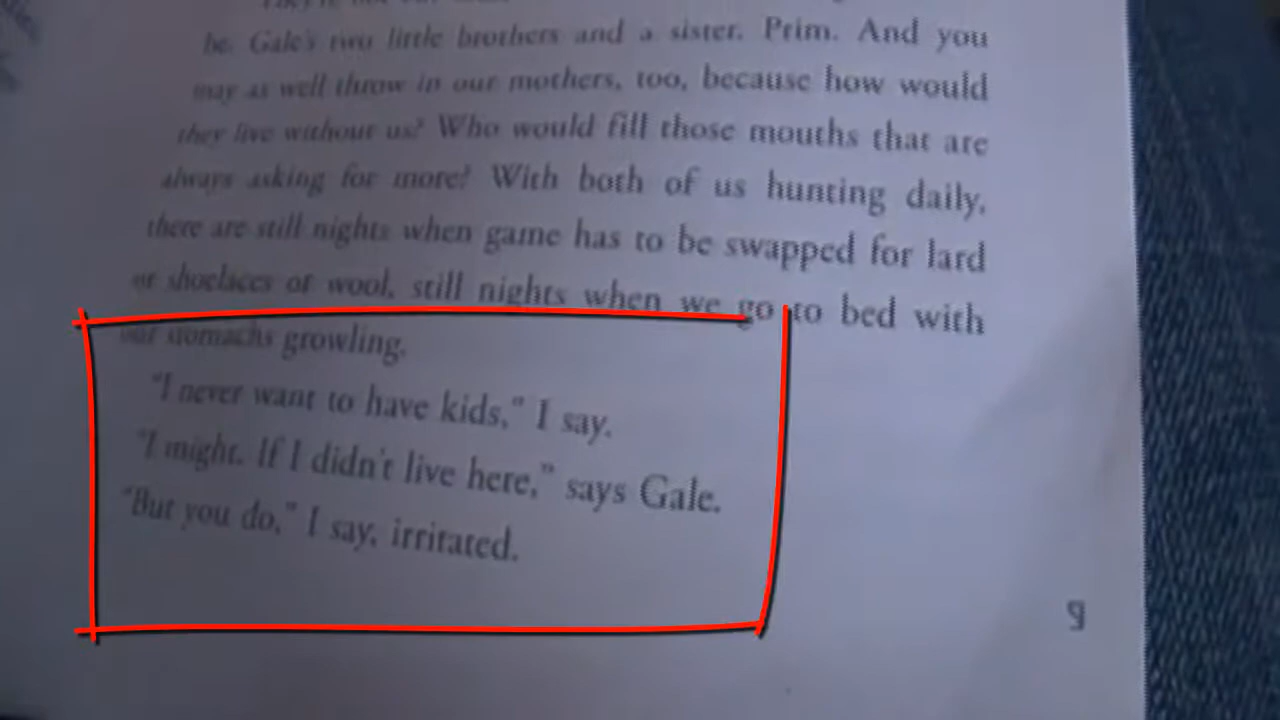 be. Gale's two little brothers and a sister. Prim. And you
may as well throw in our mothers, too, because how would
they live without us? Who would fill those mouths that are
always asking for more? With both of us hunting daily,
there are still nights when game has to be swapped for lard
or shoelaces or wool, still nights when we go to bed with
our stomachs growling.
"I never want to have kids," I say.
"I might. If I didn't live here," says Gale.
"But you do," I say, irritated.
9